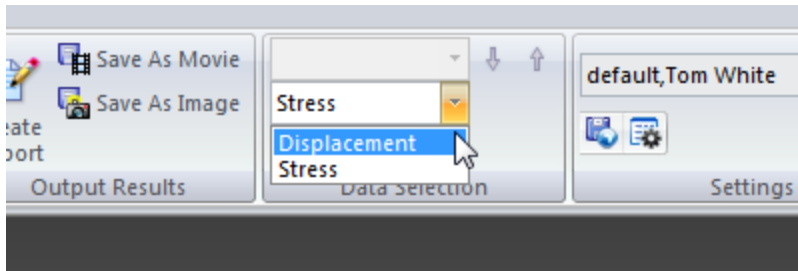 Save As Movie
Save As Image
eate
port
Output Results
Stress
Displacement
Stress
Data Selection
default,Tom White
Settings